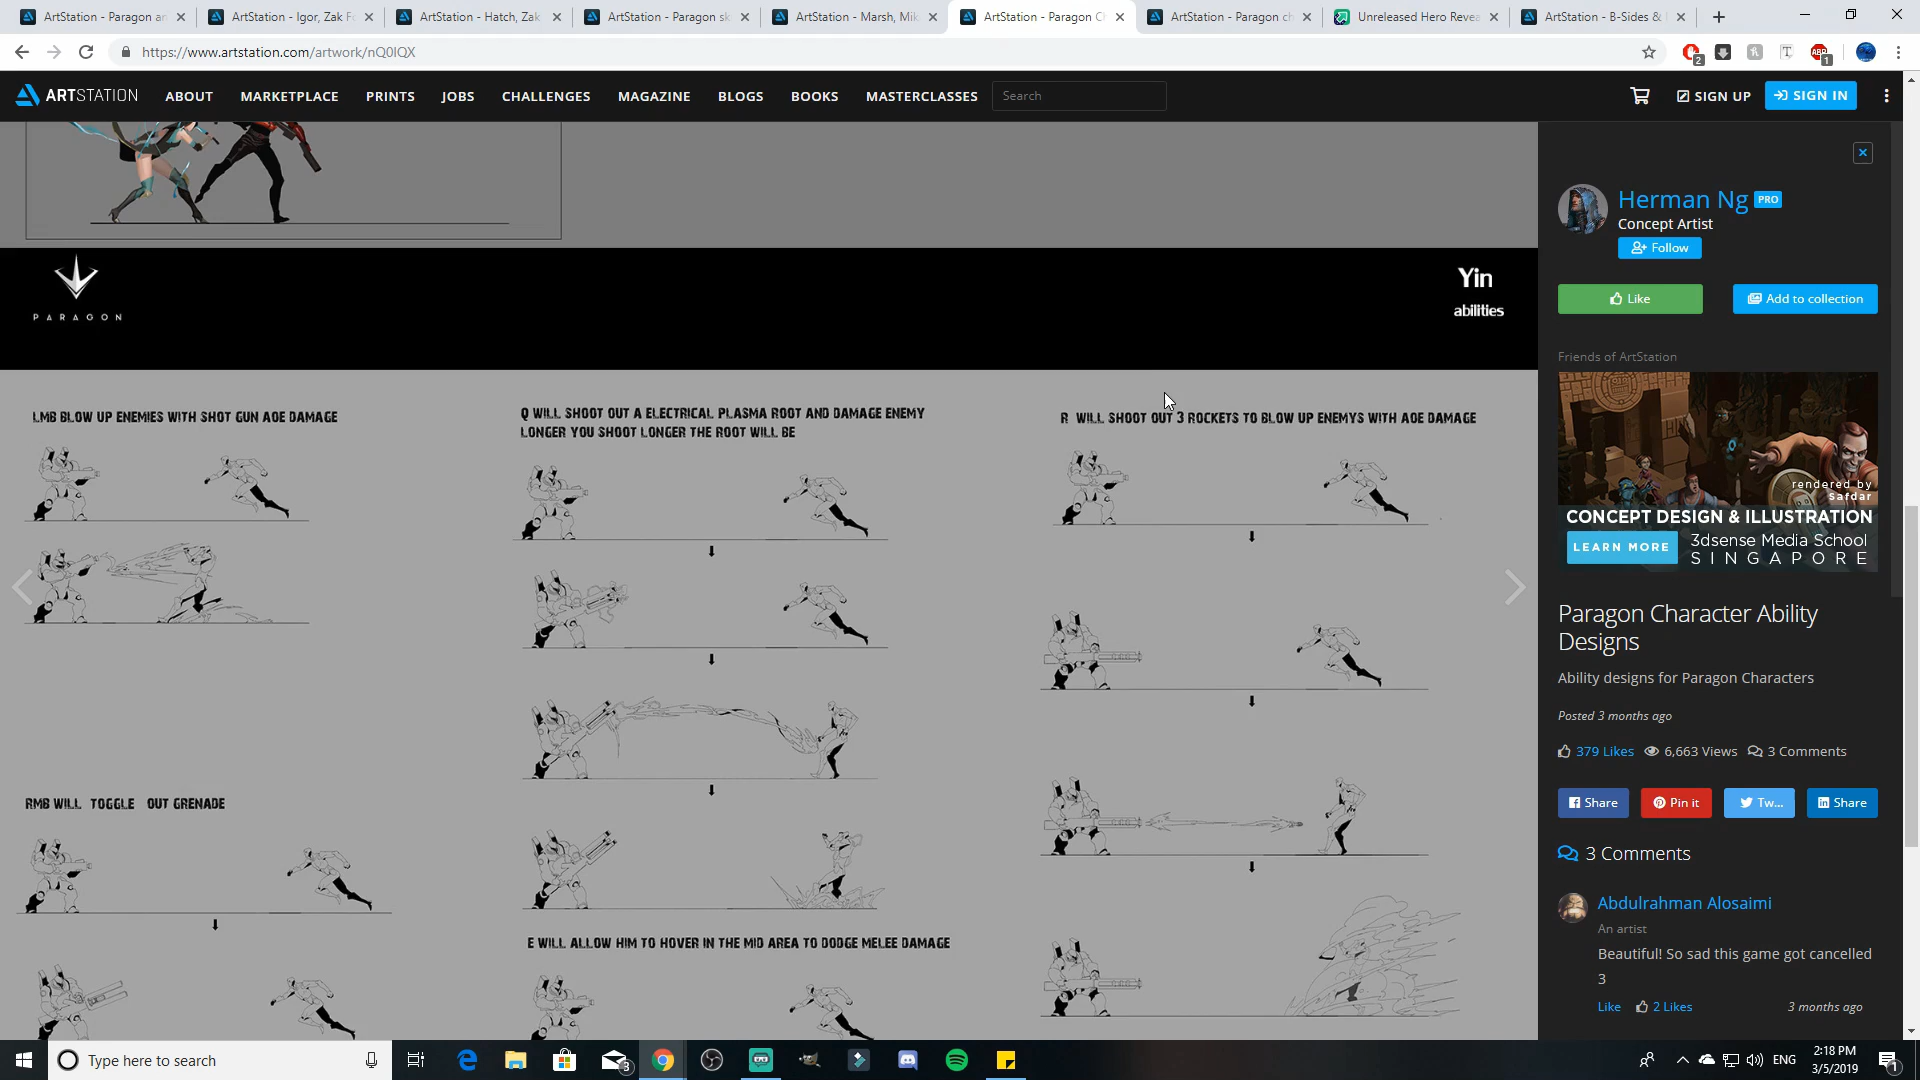 ArtStation - Paragon ar
ArtStation - Igor, Zak Fo
ArtStation - Hatch, Zak
ArtStation - Paragon sk
ArtStation - Marsh, Mik
ArtStation - Paragon C
ArtStation - Paragon ch
Unreleased Hero Revea
ArtStation - B-Sides &
https://www.artstation.com/artwork/nQ0lQX
2
ABP
1
ARTSTATION
ABOUT
MARKETPLACE
PRINTS
JOBS
CHALLENGES
MAGAZINE
BLOGS
BOOKS
MASTERCLASSES
Search
SIGN UP
SIGN IN
PARAGON
Yin
abilities
LMB BLOW UP ENEMIES WITH SHOT GUN AOE DAMAGE
Q WILL SHOOT OUT A ELECTRICAL PLASMA ROOT AND DAMAGE ENEMY
LONGER YOU SHOOT LONGER THE ROOT WILL BE
R WILL SHOOT OUT 3 ROCKETS TO BLOW UP ENEMYS WITH AOE DAMAGE
RMB WILL TOGGLE OUT GRENADE
E WILL ALLOW HIM TO HOVER IN THE MID AREA TO DODGE MELEE DAMAGE
Herman Ng PRO
Concept Artist
Follow
Like
Add to collection
Friends of ArtStation
rendered by
Safdar
CONCEPT DESIGN & ILLUSTRATION
LEARN MORE
3dsense Media School
SINGAPORE
Paragon Character Ability
Designs
Ability designs for Paragon Characters
Posted 3 months ago
379 Likes 6,663 Views 3 Comments
Share
Pin it
Tw...
Share
3 Comments
Abdulrahman Alosaimi
An artist
Beautiful! So sad this game got cancelled
3
Like 2 Likes 3 months ago
Type here to search
3
ENG
2:18 PM
3/5/2019
1